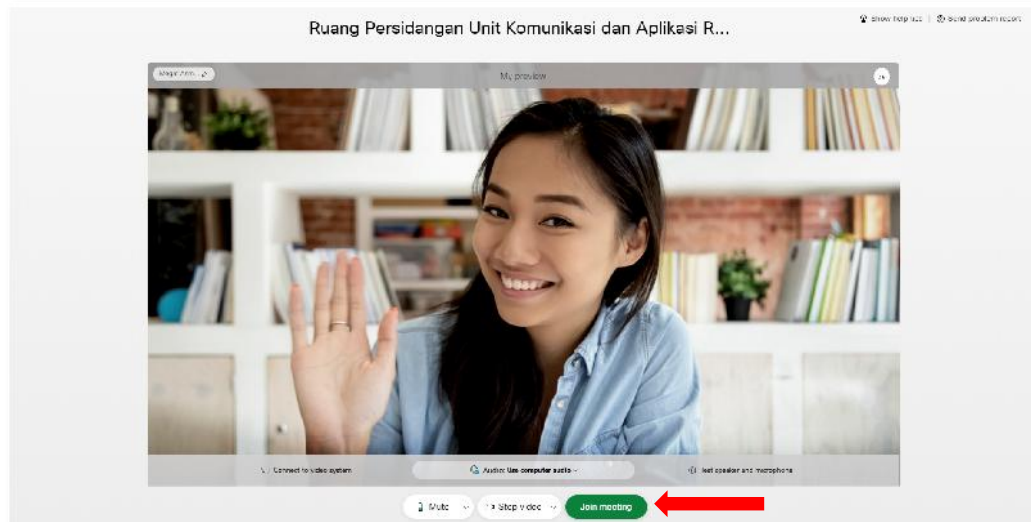 Show help tips | Send problem report
Ruang Persidangan Unit Komunikasi dan Aplikasi R...
My preview
Connect to video system
Audio: Use computer audio
Test speaker and microphone
Mute
Stop video
Join meeting